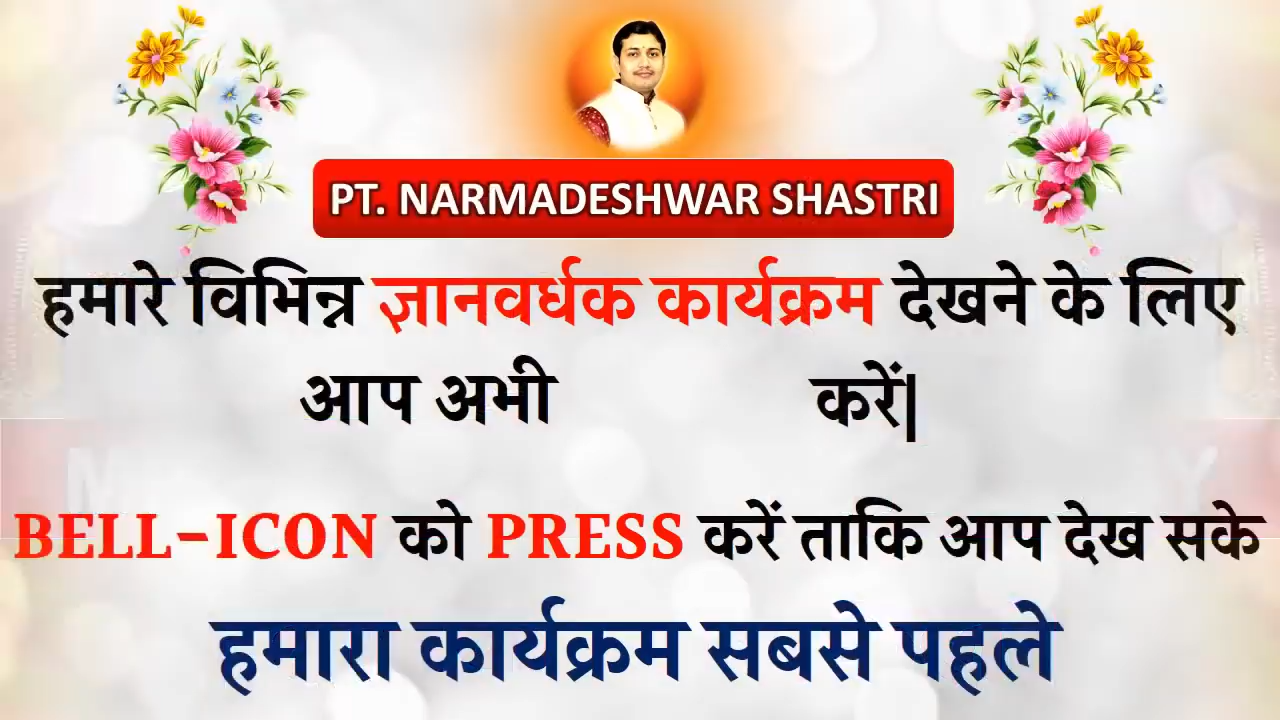 PT. NARMADESHWAR SHASTRI
हमारे विभिन्न ज्ञानवर्धक कार्यक्रम देखने के लिए
आप अभी करें|
BELL-ICON को PRESS करें ताकि आप देख सके
हमारा कार्यक्रम सबसे पहले